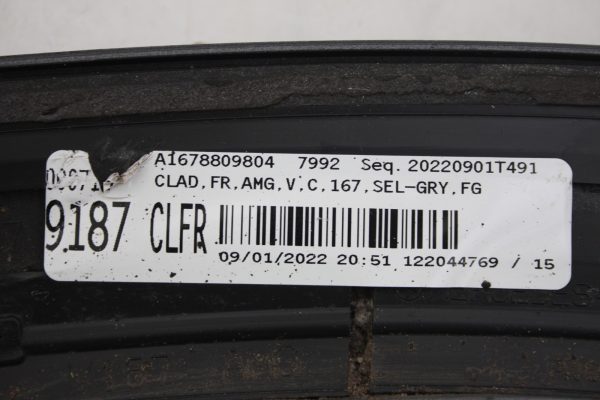 A1678809804 7992 Seq. 20220901T491
CLAD,FR,AMG,V.C,167,SEL-GRY,FG
9187 CLFR
09/01/2022 20:51 122044769 / 15